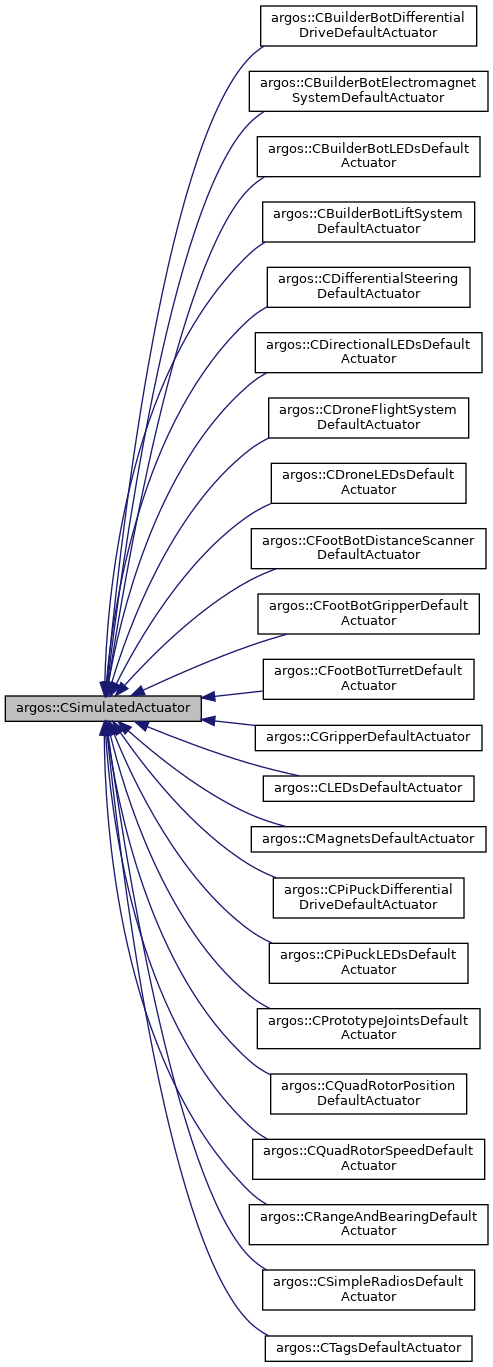 argos::CBuilderBotDifferential
DriveDefaultActuator
argos::CBuilderBotElectromagnet
SystemDefaultActuator
argos::CBuilderBotLEDsDefault
Actuator
argos::CBuilderBotLiftSystem
DefaultActuator
argos::CDifferentialSteering
DefaultActuator
argos::CDirectionalLEDsDefault
Actuator
argos::CDroneFlightSystem
DefaultActuator
argos::CDroneLEDsDefault
Actuator
argos::CFootBotDistanceScanner
DefaultActuator
argos::CFootBotGripperDefault
Actuator
argos::CFootBotTurretDefault
Actuator
argos::CSimulatedActuator
argos::CGripperDefaultActuator
argos::CLEDsDefaultActuator
argos::CMagnetsDefaultActuator
argos::CPiPuckDifferential
DriveDefaultActuator
argos::CPiPuckLEDsDefault
Actuator
argos::CPrototypeJointsDefault
Actuator
argos::CQuadRotorPosition
DefaultActuator
argos::CQuadRotorSpeedDefault
Actuator
argos::CRangeAndBearingDefault
Actuator
argos::CSimpleRadiosDefault
Actuator
argos::CTagsDefaultActuator